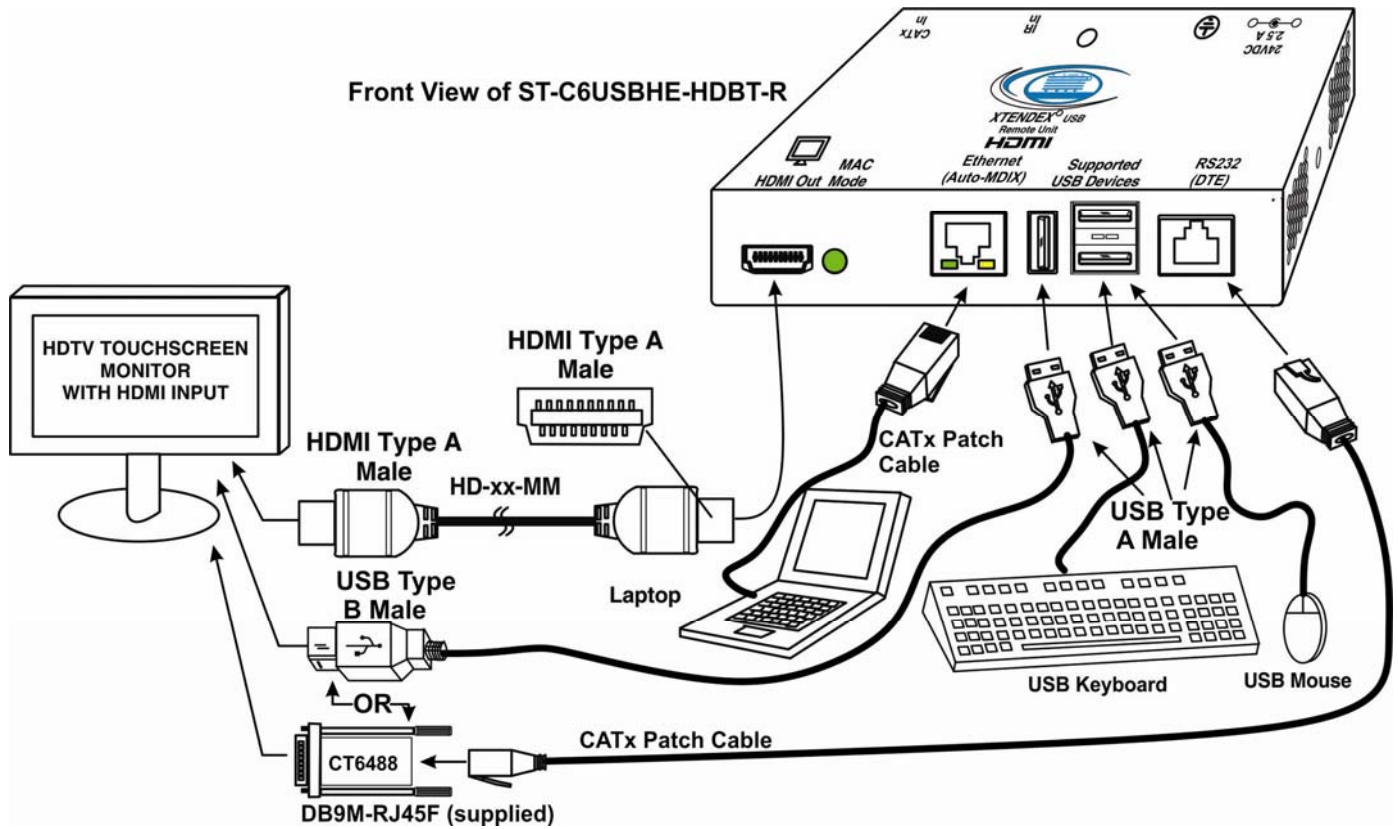 CATx
In
IR
In
24VDC
2.5 A
Front View of ST-C6USBHE-HDBT-R
XTENDEX® USB
Remote Unit
HDMI
HDMI Out
MAC
Mode
Ethernet
(Auto-MDIX)
Supported
USB Devices
RS232
(DTE)
HDTV TOUCHSCREEN
MONITOR
WITH HDMI INPUT
HDMI Type A
Male
HDMI Type A
Male
HD-xx-MM
CATx Patch
Cable
USB Type
A Male
USB Type
B Male
Laptop
USB Keyboard
USB Mouse
OR
CT6488
CATx Patch Cable
DB9M-RJ45F (supplied)